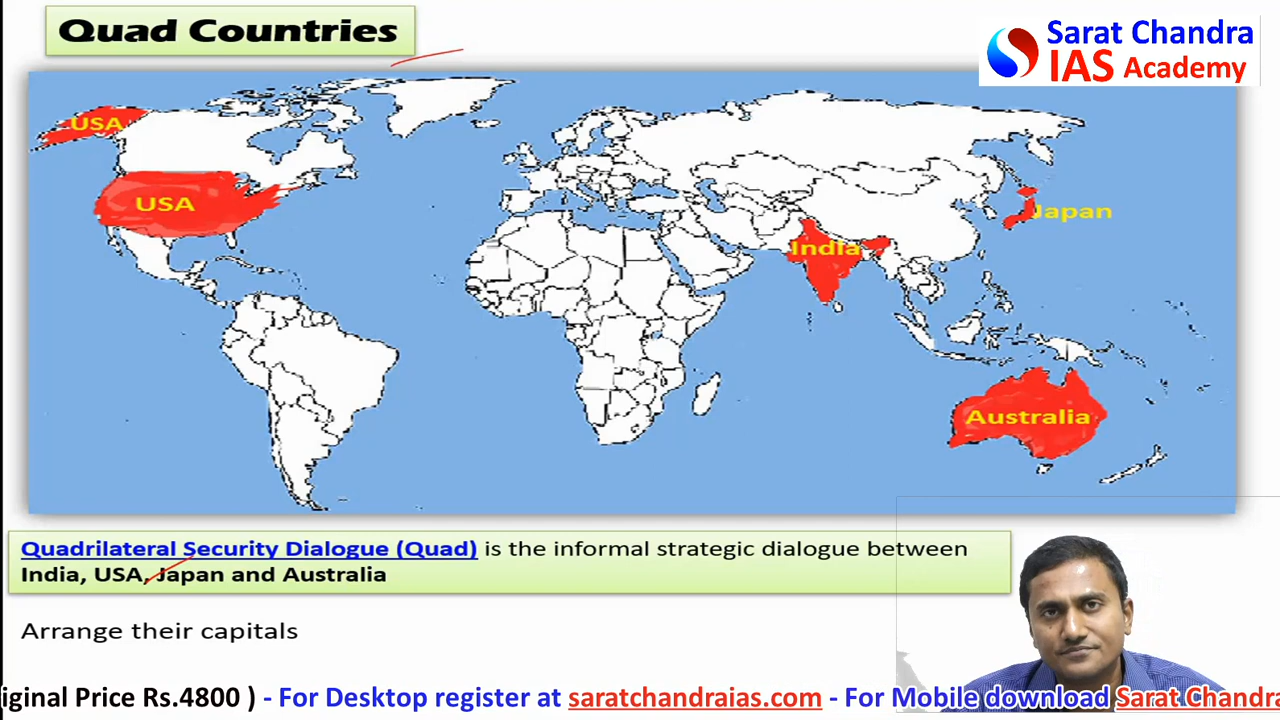 Quad Countries
Sarat Chandra
IAS Academy
USA
USA
Japan
India
Australia
Quadrilateral Security Dialogue (Quad) is the informal strategic dialogue between
India, USA, Japan and Australia
Arrange their capitals
iginal Price Rs.4800 ) - For Desktop register at saratchandraias.com - For Mobile download Sarat Chandra